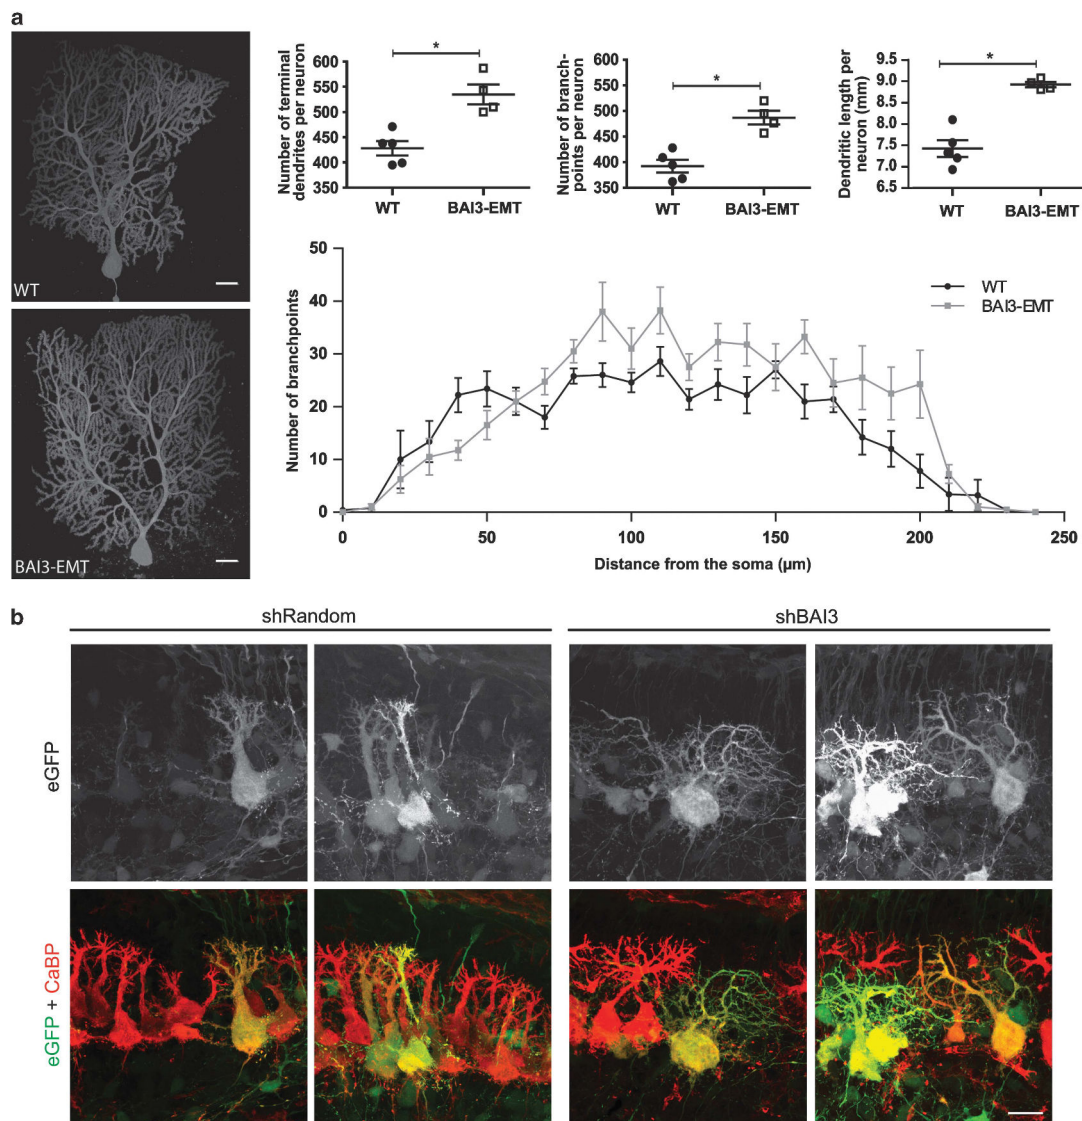 a
WT
BAI3-EMT
Number of terminal
dendrites per neuron
600
550
500
450
400
350
*
WT
BAI3-EMT
Number of branch-
points per neuron
600
550
500
450
400
350
*
WT
BAI3-EMT
Dendritic length per
neuron (mm)
9.5
9.0
8.5
8.0
7.5
7.0
6.5
*
WT
BAI3-EMT
Number of branchpoints
50
40
30
20
10
0
WT
BAI3-EMT
0
50
100
150
200
250
Distance from the soma (µm)
b
shRandom
shBAI3
eGFP
eGFP + CaBP